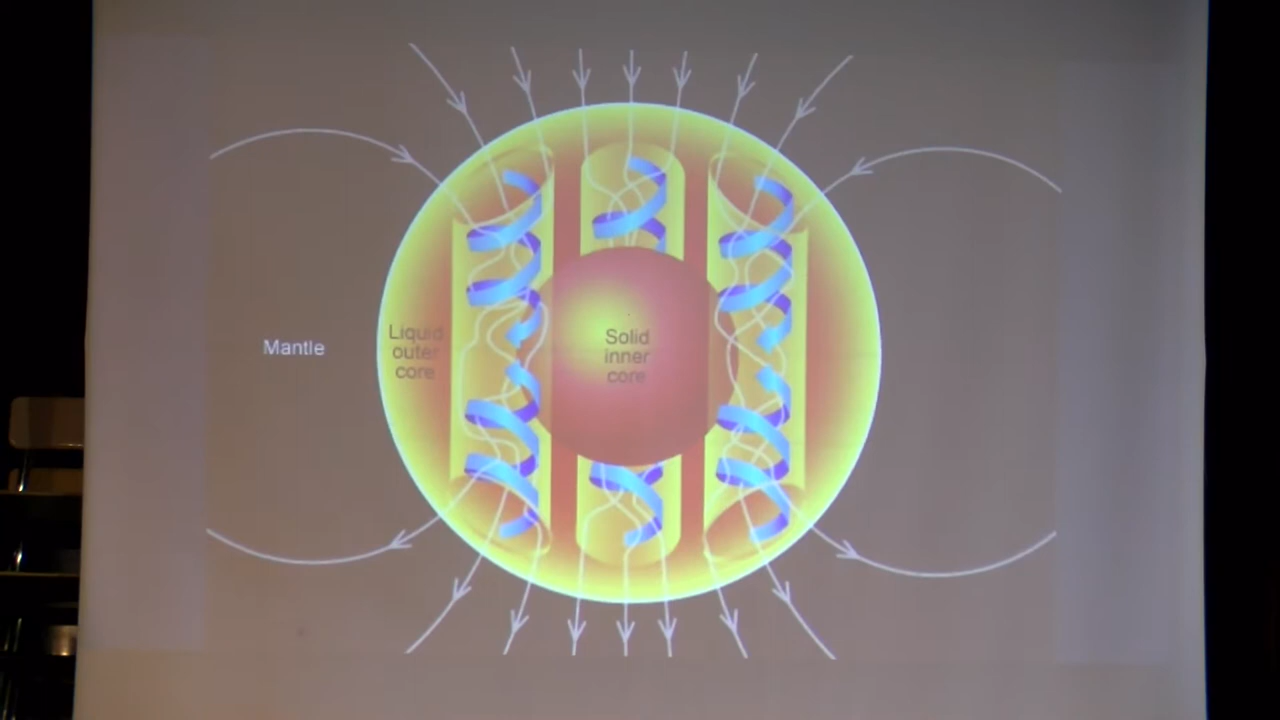 Mantle
Liquid
outer
core
Solid
inner
core